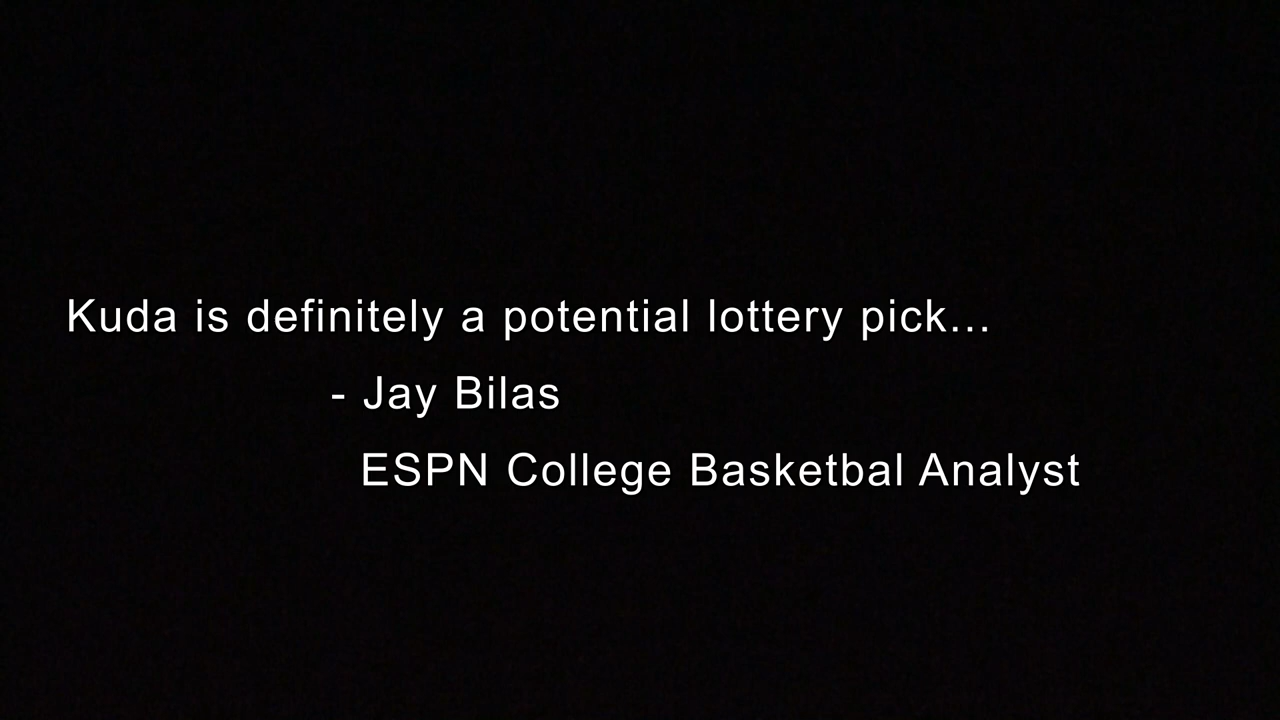 Kuda is definitely a potential lottery pick...
- Jay Bilas
ESPN College Basketbal Analyst